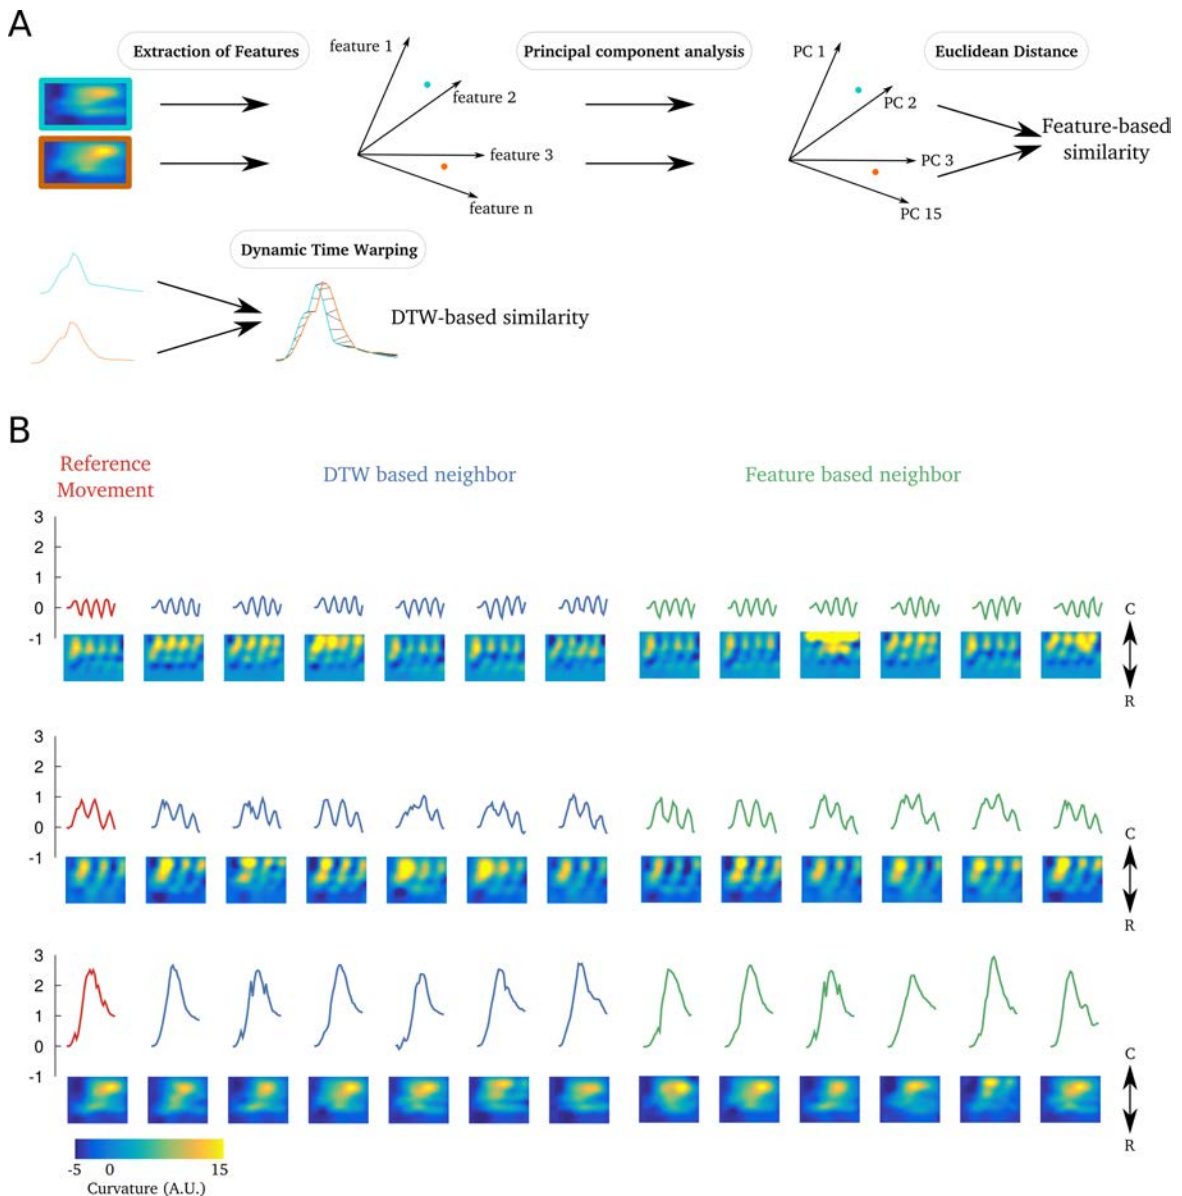 A
Extraction of Features
Principal component analysis
Euclidean Distance
feature 1
feature 2
feature 3
feature n
PC 1
PC 2
PC 3
PC 15
Feature-based
similarity
Dynamic Time Warping
DTW-based similarity
B
Reference
Movement
DTW based neighbor
Feature based neighbor
3
2
1
0
-1
C
R
3
2
1
0
-1
C
R
3
2
1
0
-1
C
R
-5 0 15
Curvature (A.U.)